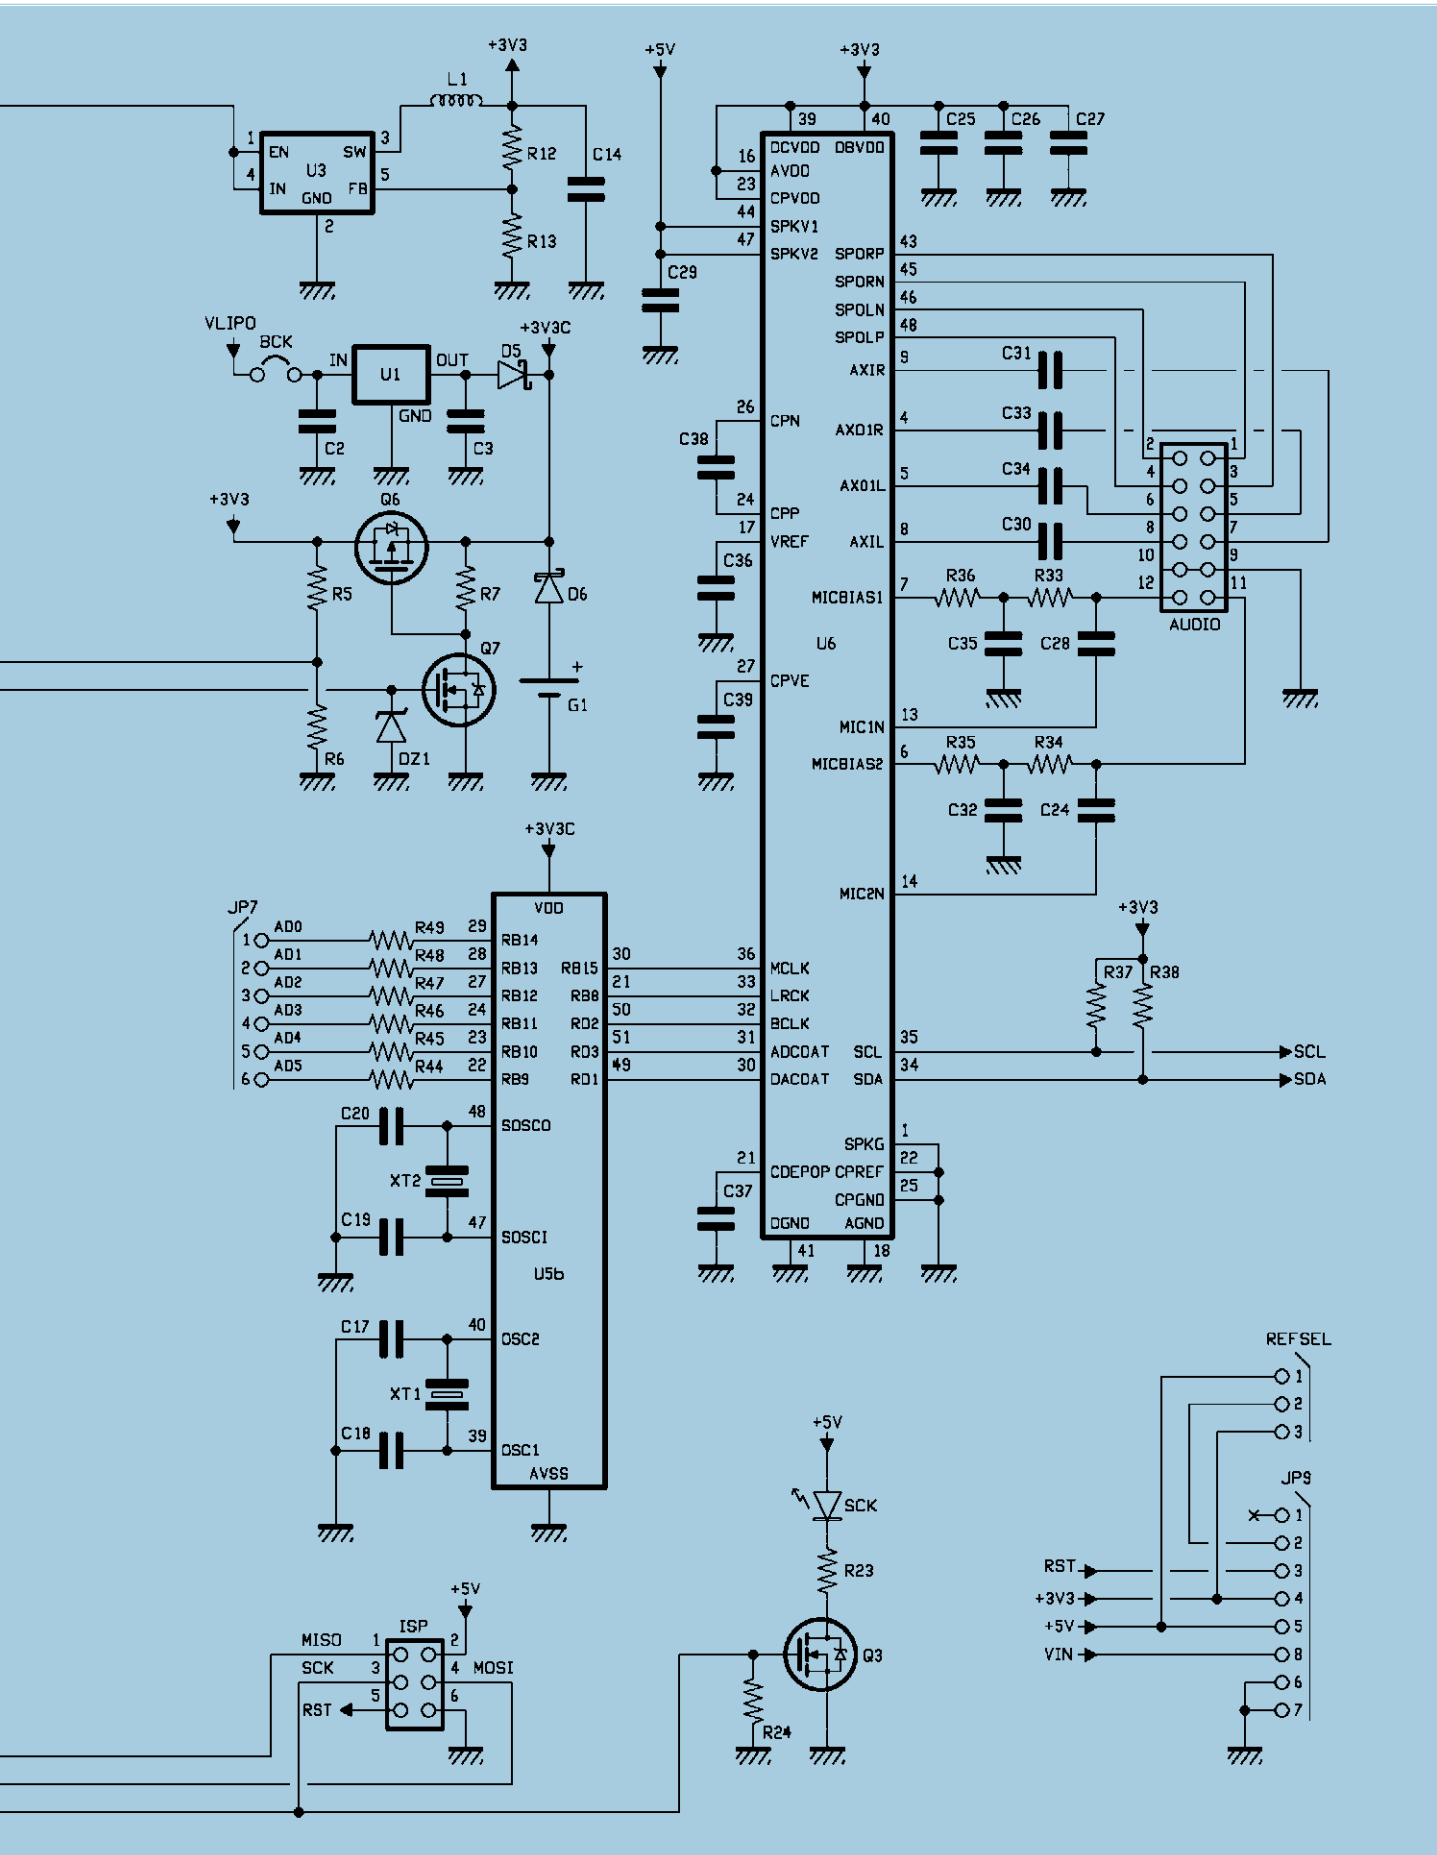 +3V3
L1
1
EN
SW
3
U3
4
IN
FB
5
GND
2
R12
R13
C14
VLIPO
BCK
IN
U1
OUT
GND
C2
C3
D5
+3V3C
+3V3
Q6
R5
R7
D6
Q7
+
G1
R6
DZ1
+5V
+3V3
39
40
C25
C26
C27
DCVDD
DBVDD
16
AVDD
23
CPVDD
44
SPKV1
47
SPKV2
C29
SPORP
43
SPORN
45
SPOLN
46
SPOLP
48
AXIR
9
C31
26
CPN
C38
AXO1R
4
C33
24
CPP
AXO1L
5
C34
17
VREF
C36
AXIL
8
C30
2
1
4
3
6
5
8
7
10
9
12
11
AUDIO
MICBIAS1
7
R36
R33
U6
C35
C28
27
CPVE
C39
MIC1N
13
MICBIAS2
6
R35
R34
C32
C24
MIC2N
14
+3V3C
VDD
JP7
1
AD0
R49
29
RB14
2
AD1
R48
28
RB13
3
AD2
R47
27
RB12
4
AD3
R46
24
RB11
5
AD4
R45
23
RB10
6
AD5
R44
22
RB9
RB15
30
36
MCLK
RB8
21
33
LRCK
RD2
50
32
BCLK
RD3
51
31
ADCDAT
RD1
49
30
DACDAT
+3V3
R37
R38
SCL
35
SCL
SDA
34
SDA
C20
48
SOSCO
XT2
C19
47
SOSCI
U5b
C17
40
OSC2
XT1
C18
39
OSC1
AVSS
SPKG
1
21
CDEPOP
CPREF
22
C37
CPGND
25
DGND
AGND
41
18
REFSEL
1
2
3
JP9
1
2
RST
3
+3V3
4
+5V
5
VIN
8
6
7
+5V
SCK
R23
Q3
R24
+5V
ISP
MISO
1
2
SCK
3
4
MOSI
RST
5
6